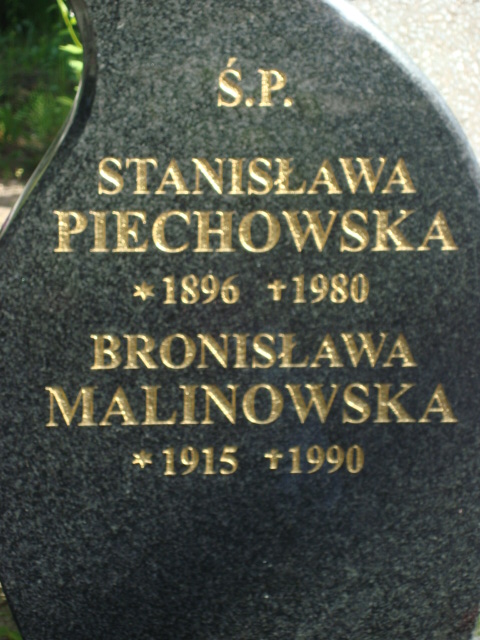 Ś.P.
STANISŁAWA
PIECHOWSKA
*1896 †1980
BRONISŁAWA
MALINOWSKA
*1915 †1990